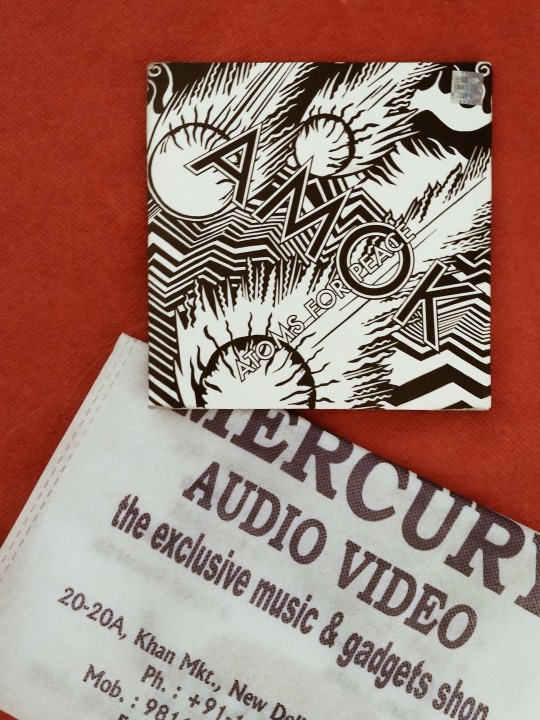 AMOK
ATOMS FOR PEACE
MERCURY
AUDIO VIDEO
the exclusive music & gadgets shop
20-20A, Khan Mkt., New Del
Ph. : +91-
Mob. : 981